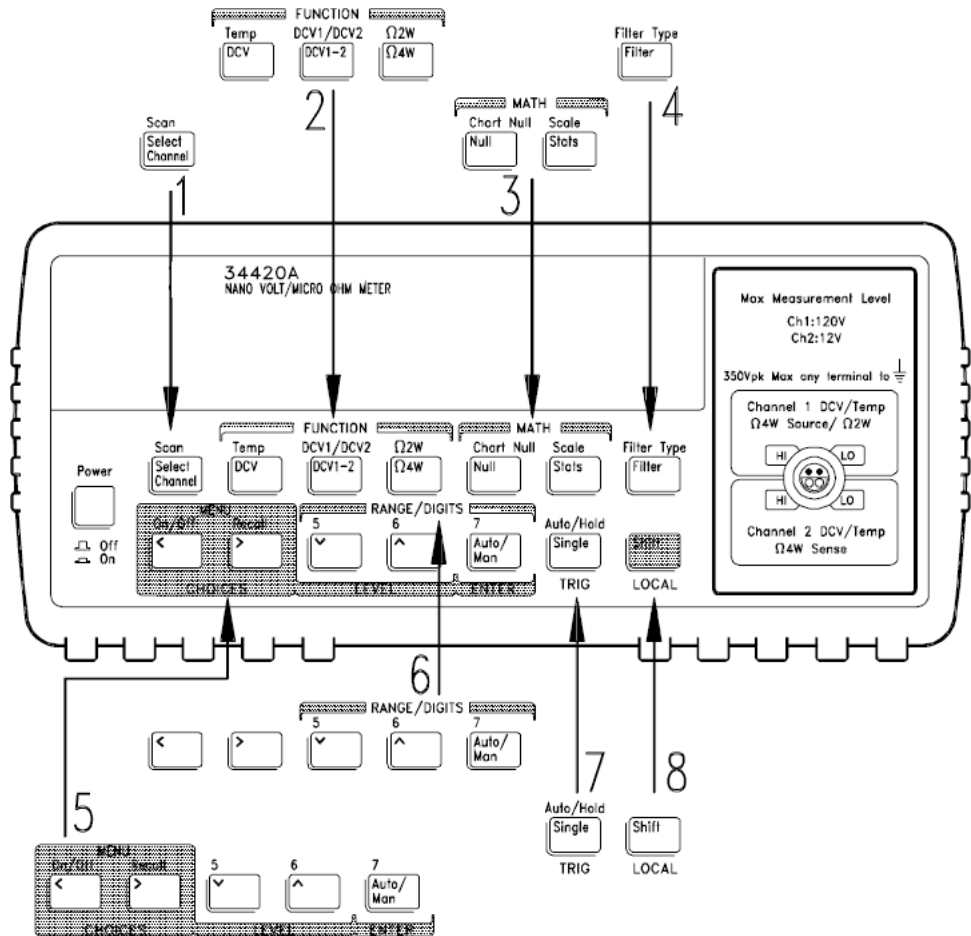 FUNCTION
Temp DCV1/DCV2 Ω2W
DCV DCV1-2 Ω4W
Filter Type
Filter
MATH
Chart Null Scale
Null Stats
Scan
Select
Channel
1
2
3
4
34420A
NANO VOLT/MICRO OHM METER
Max Measurement Level
Ch1:120V
Ch2:12V
350Vpk Max any terminal to
Channel 1 DCV/Temp
Ω4W Source/ Ω2W
HI LO
HI LO
Channel 2 DCV/Temp
Ω4W Sense
FUNCTION MATH
Power
Scan Temp DCV1/DCV2 Ω2W Chart Null Scale Filter Type
Select
Channel
DCV DCV1-2 Ω4W Null Stats Filter
Off
On
MENU
On/Off Recall
< >
CHOICES
RANGE/DIGITS
5 6 7
Auto/
Man
LEVEL ENTER
Auto/Hold
Single
TRIG
Shift
LOCAL
6
RANGE/DIGITS
5 6 7
< > Auto/
Man
7
8
Auto/Hold
Single
TRIG
Shift
LOCAL
5
MENU
On/Off Recall
< >
CHOICES
5 6 7
Auto/
Man
LEVEL ENTER